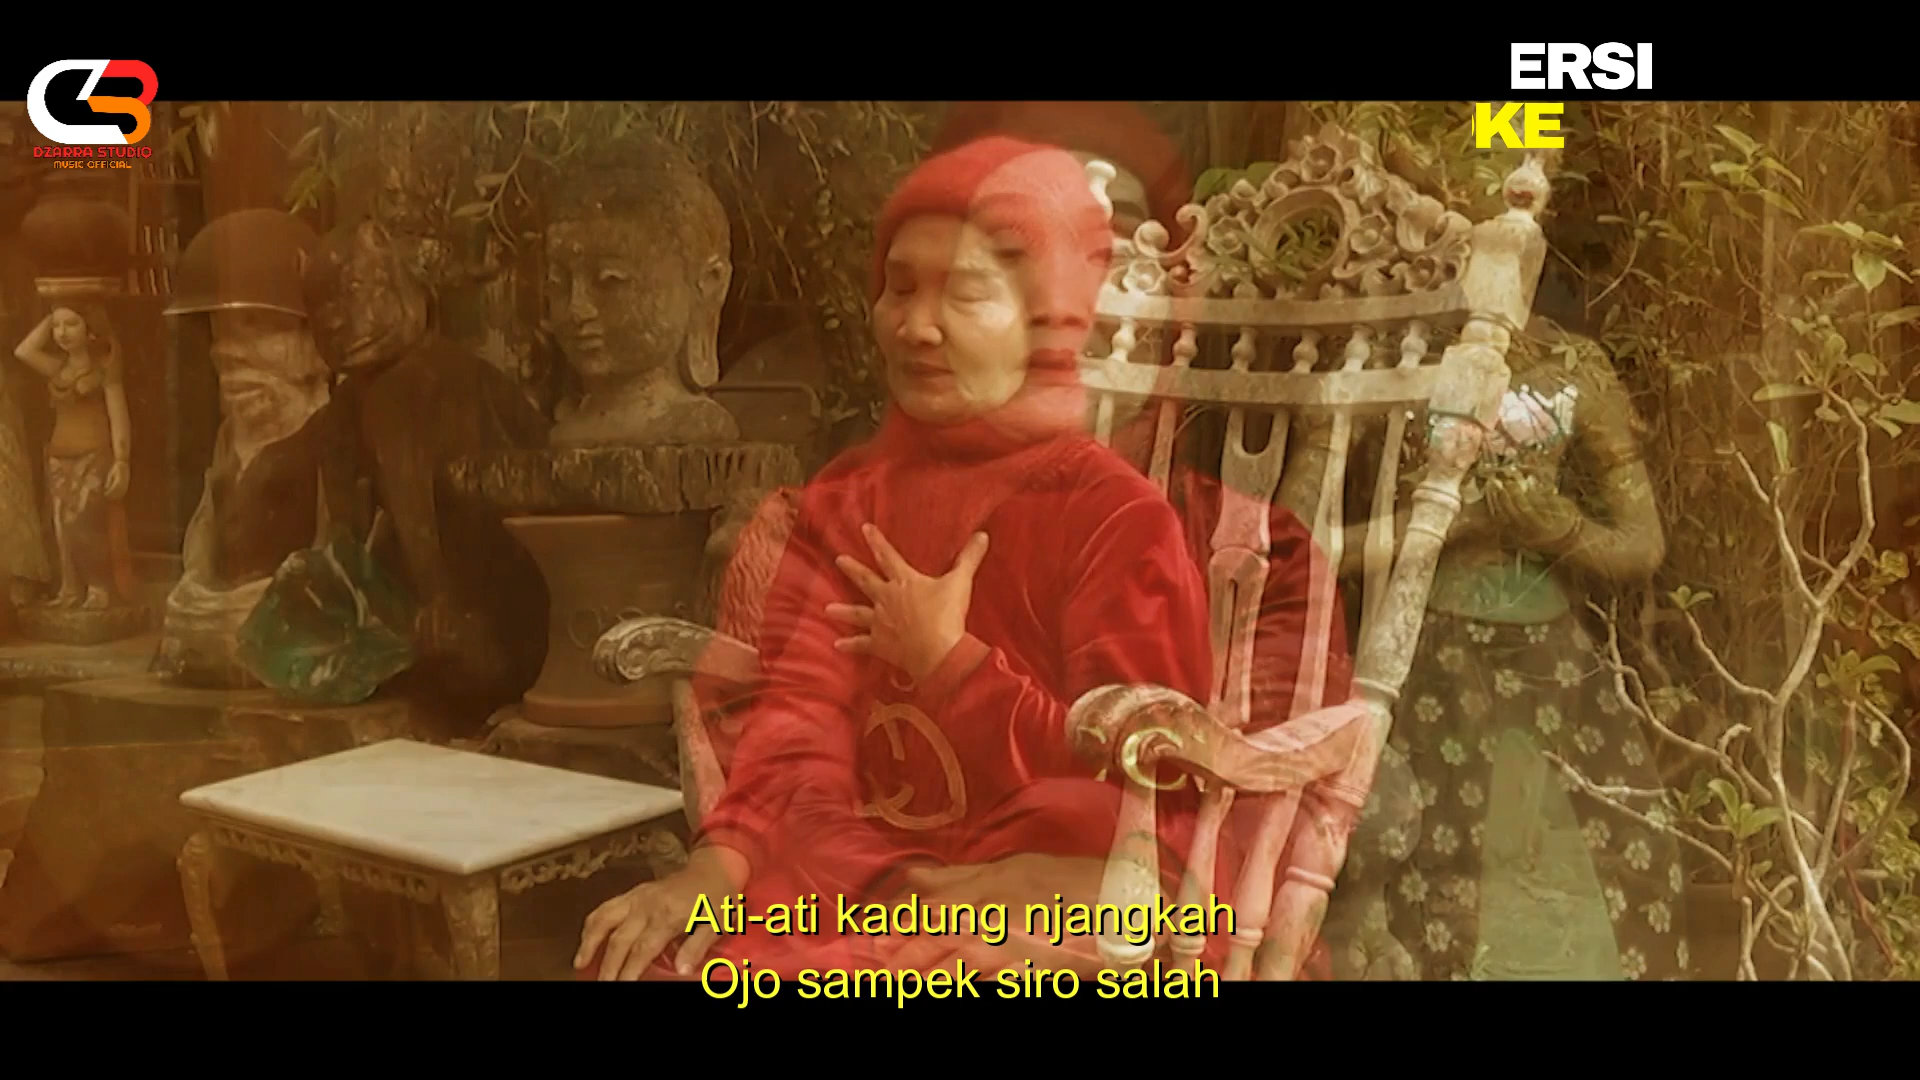 DZARRA STUDIO
MUSIC OFFICIAL
ERSI
KE
Ati-ati kadung njangkah
Ojo sampek siro salah